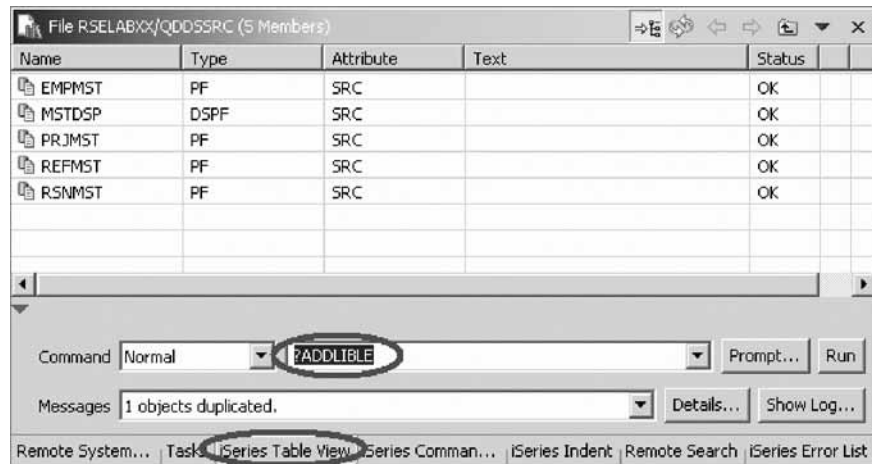 File RSELABXX/QDDSSRC (5 Members)
Name Type Attribute Text Status
EMPMST PF SRC OK
MSTDSP DSPF SRC OK
PRJMST PF SRC OK
REFMST PF SRC OK
RSNMST PF SRC OK
Command Normal ?ADDLIBLE Prompt... Run
Messages 1 objects duplicated. Details... Show Log...
Remote System... Tasks iSeries Table View iSeries Comman... iSeries Indent Remote Search iSeries Error List